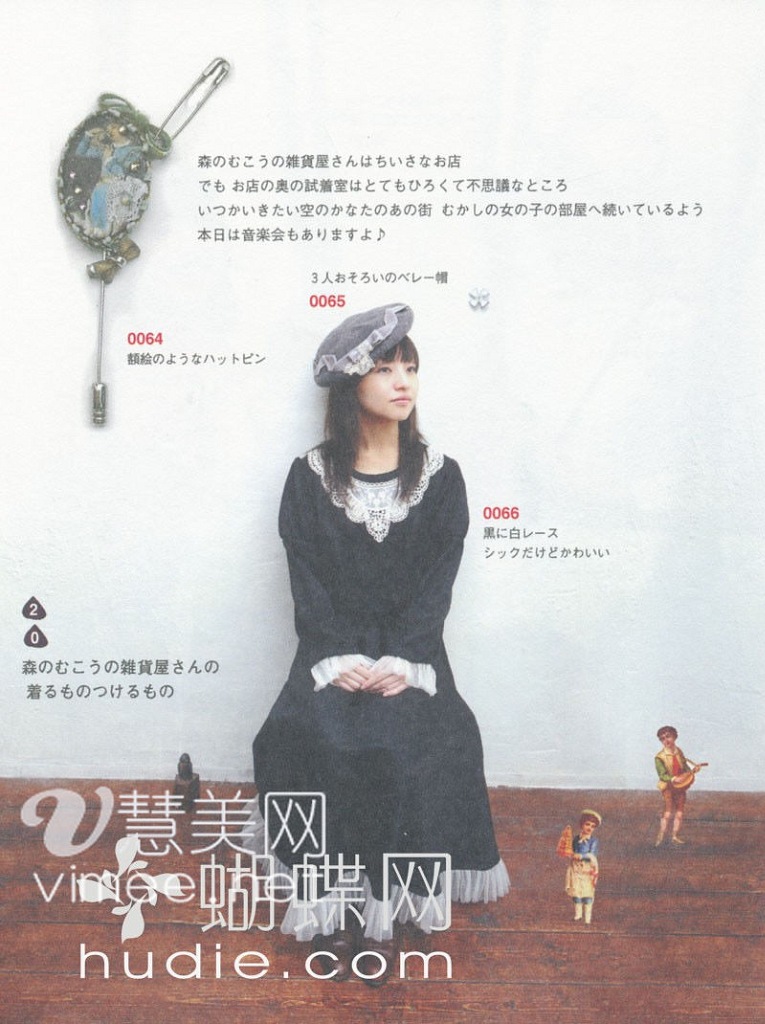 森のむこうの雑貨屋さんはちいさなお店
でも お店の奥の試着室はとてもひろくて不思議なところ
いつかいきたい空のかなたのあの街 むかしの女の子の部屋へ続いているよう
本日は音楽会もありますよ♪
3人おそろいのベレー帽
0065
0064
額絵のようなハットピン
0066
黒に白レース
シックだけどかわいい
2
0
森のむこうの雑貨屋さんの
着るものつけるもの
V慧美网
vimee.net
蝴蝶网
hudie.com